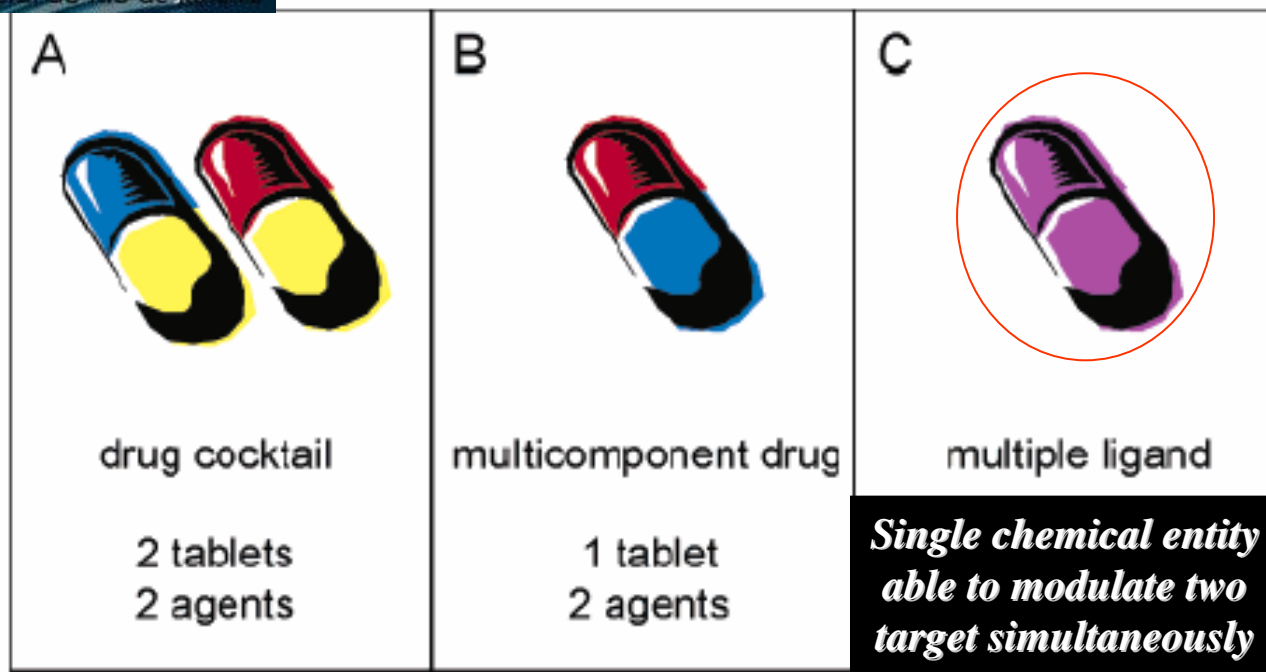 A
B
C
drug cocktail
multicomponent drug
multiple ligand
2 tablets
2 agents
1 tablet
2 agents
Single chemical entity
able to modulate two
target simultaneously